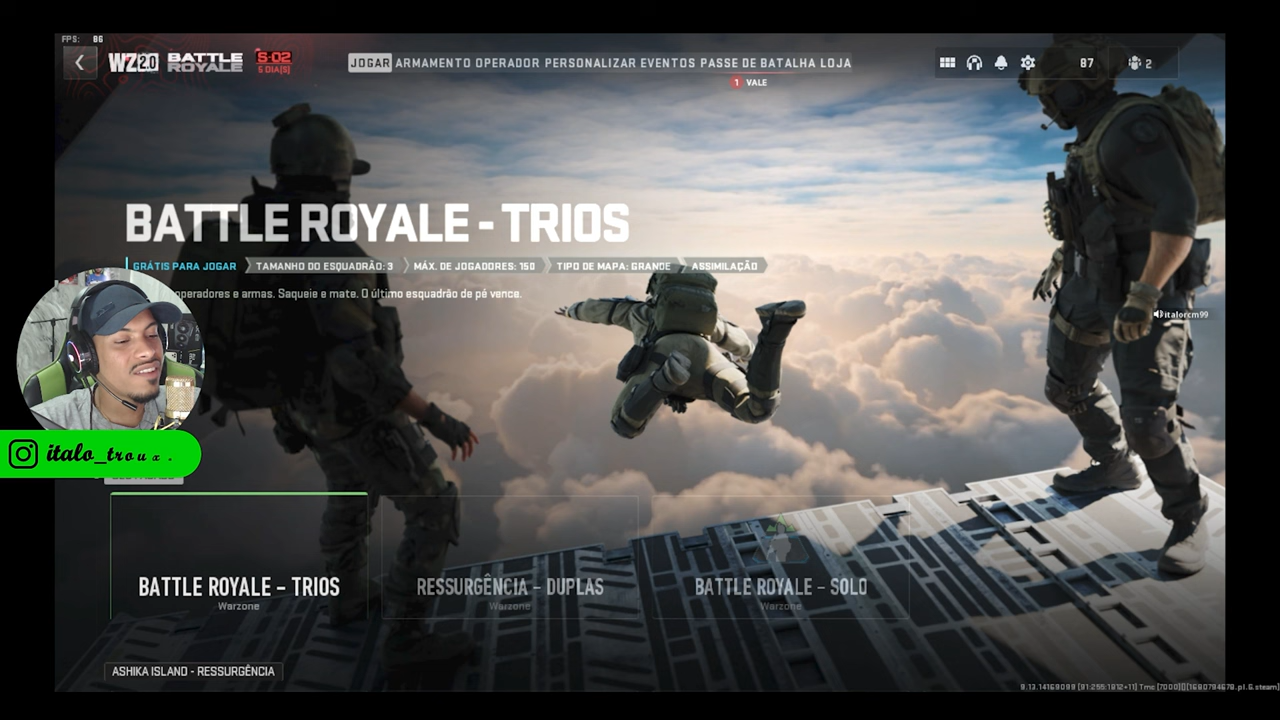 FPS: 86
WZ 2.0 BATTLE ROYALE S-02 5 DIA(S)
JOGAR ARMAMENTO OPERADOR PERSONALIZAR EVENTOS PASSE DE BATALHA LOJA
87 2
1 VALE
BATTLE ROYALE - TRIOS
GRÁTIS PARA JOGAR TAMANHO DO ESQUADRÃO: 3 MÁX. DE JOGADORES: 150 TIPO DE MAPA: GRANDE ASSIMILAÇÃO
operadores e armas. Saqueie e mate. O último esquadrão de pé vence.
italorcm99
italo_troux.
BATTLE ROYALE - TRIOS
Warzone
RESSURGÊNCIA - DUPLAS
Warzone
BATTLE ROYALE - SOLO
Warzone
ASHIKA ISLAND - RESSURGÊNCIA